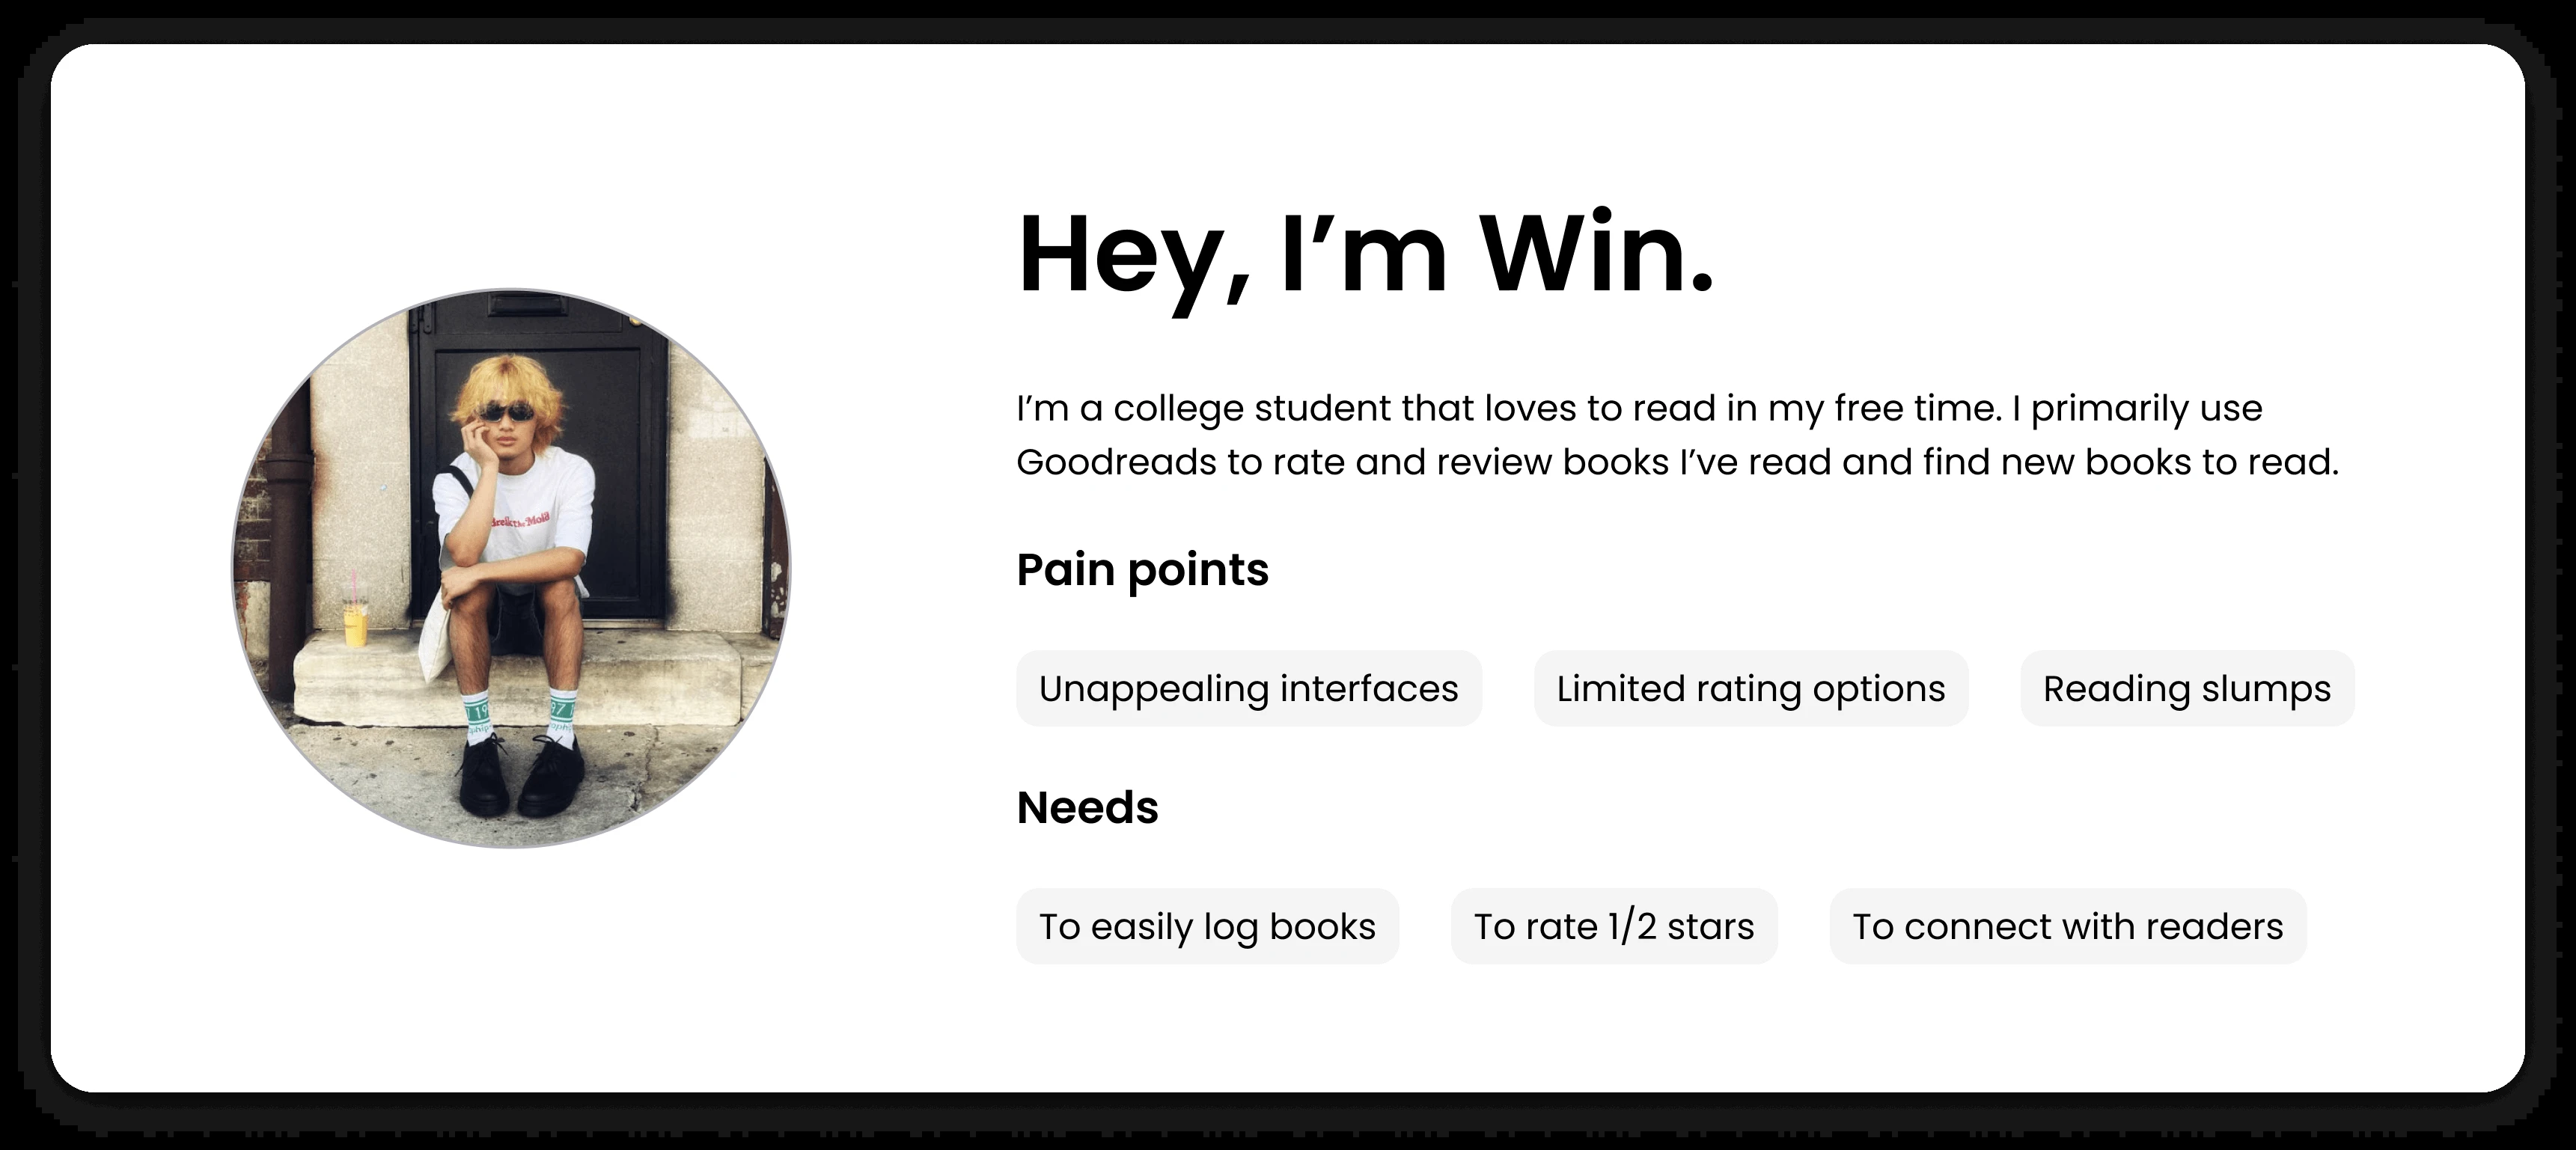 Hey, I’m Win.
I’m a college student that loves to read in my free time. I primarily use
Goodreads to rate and review books I’ve read and find new books to read.
Pain points
Unappealing interfaces
Limited rating options
Reading slumps
Needs
To easily log books
To rate 1/2 stars
To connect with readers